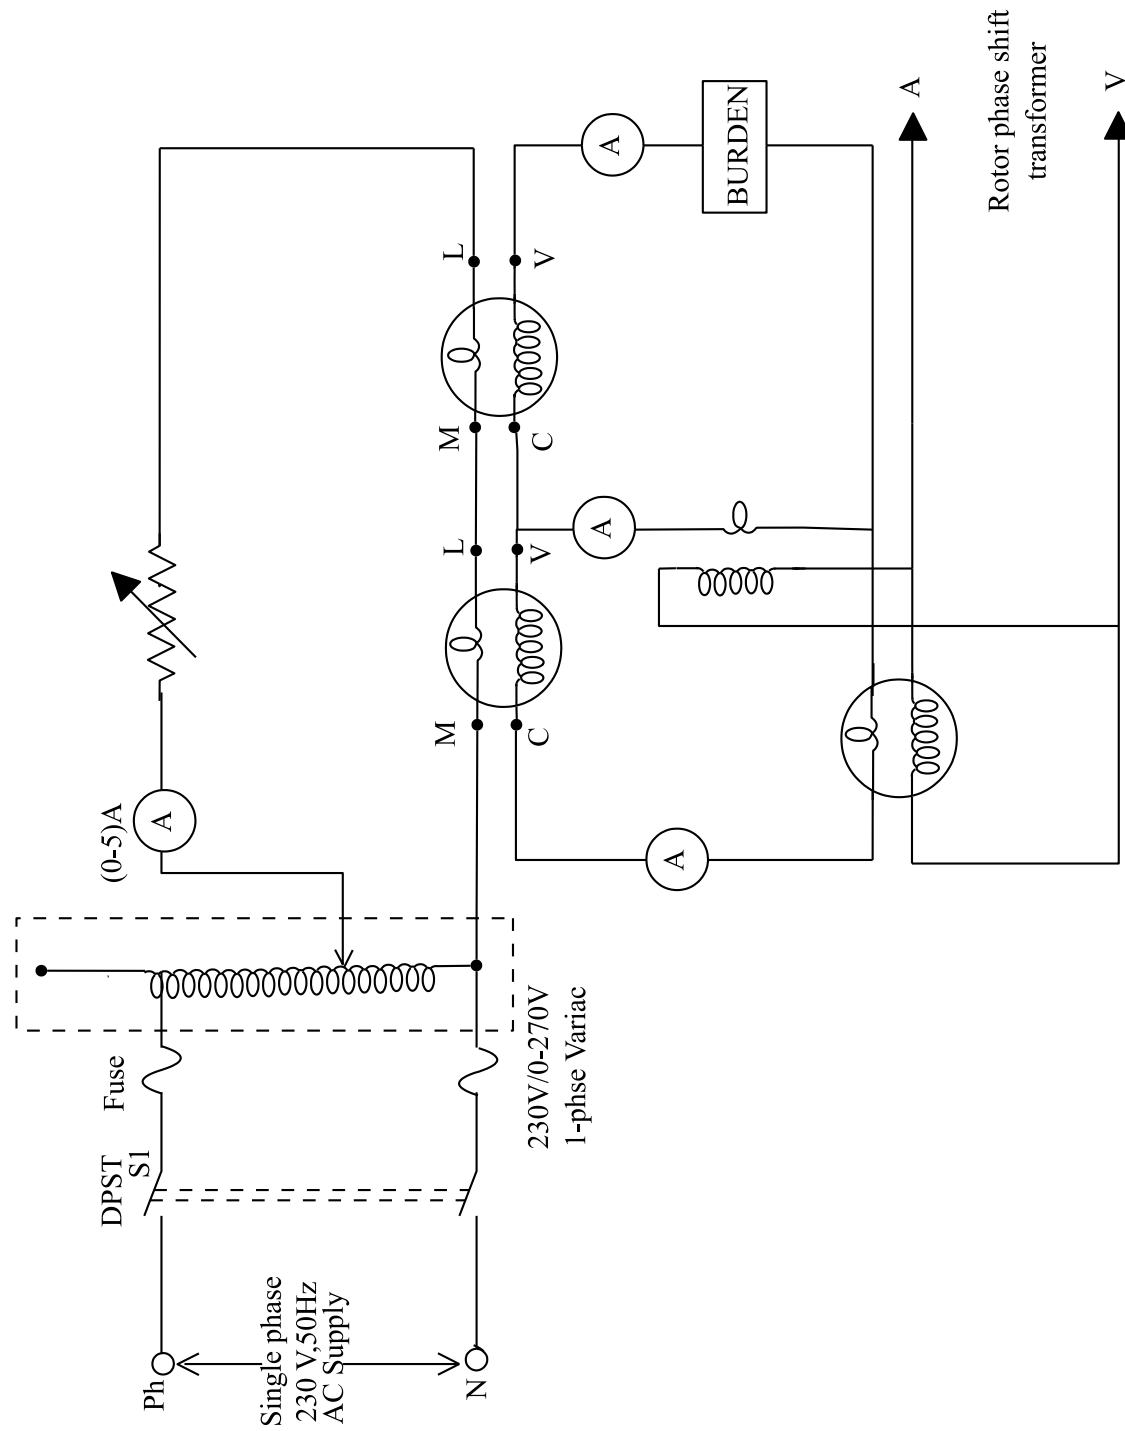 Ph
N
Single phase
230 V,50Hz
AC Supply
DPST
S1
Fuse
230V/0-270V
1-phse Variac
(0-5)A
A
M
L
M
L
C
V
C
V
A
A
A
BURDEN
A
V
Rotor phase shift
transformer